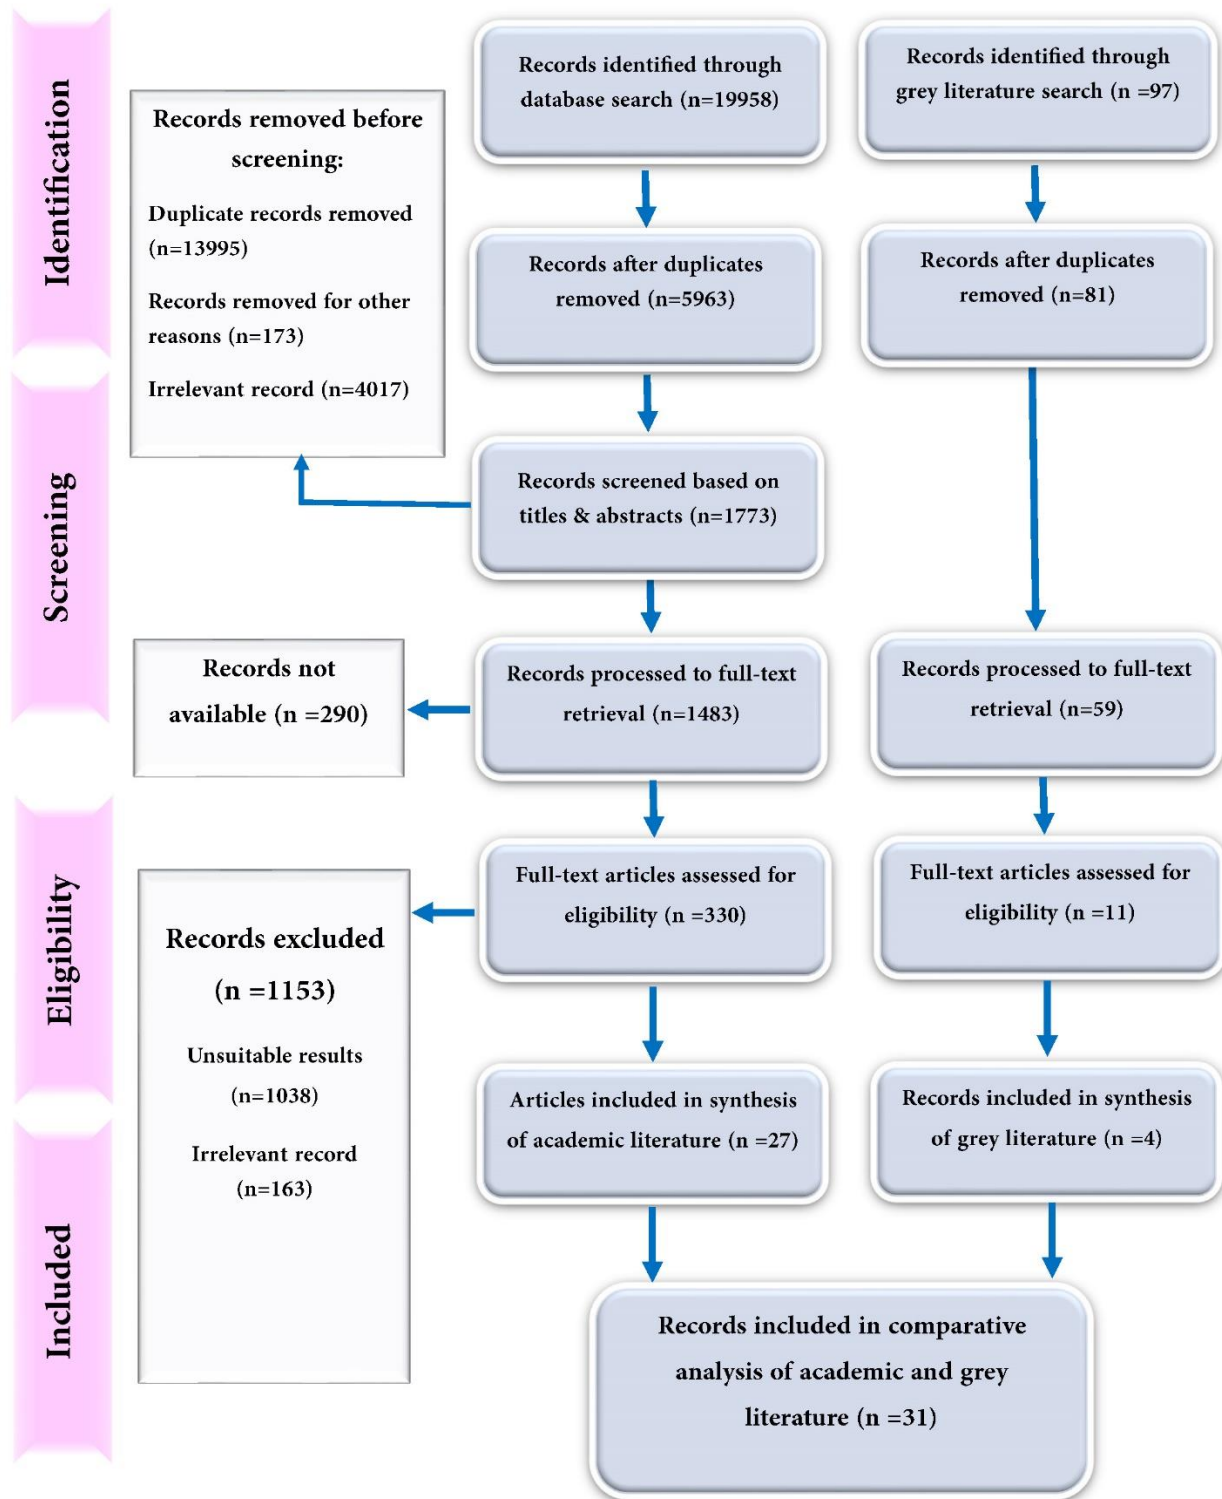 Identification
Records identified through
database search (n=19958)
Records identified through
grey literature search (n =97)
Records removed before
screening:
Duplicate records removed
(n=13995)
Records removed for other
reasons (n=173)
Irrelevant record (n=4017)
Records after duplicates
removed (n=5963)
Records after duplicates
removed (n=81)
Screening
Records screened based on
titles & abstracts (n=1773)
Records not
available (n =290)
Records processed to full-text
retrieval (n=1483)
Records processed to full-text
retrieval (n=59)
Eligibility
Full-text articles assessed for
eligibility (n =330)
Full-text articles assessed for
eligibility (n =11)
Records excluded
(n =1153)
Unsuitable results
(n=1038)
Irrelevant record
(n=163)
Included
Articles included in synthesis
of academic literature (n =27)
Records included in synthesis
of grey literature (n =4)
Records included in comparative
analysis of academic and grey
literature (n =31)